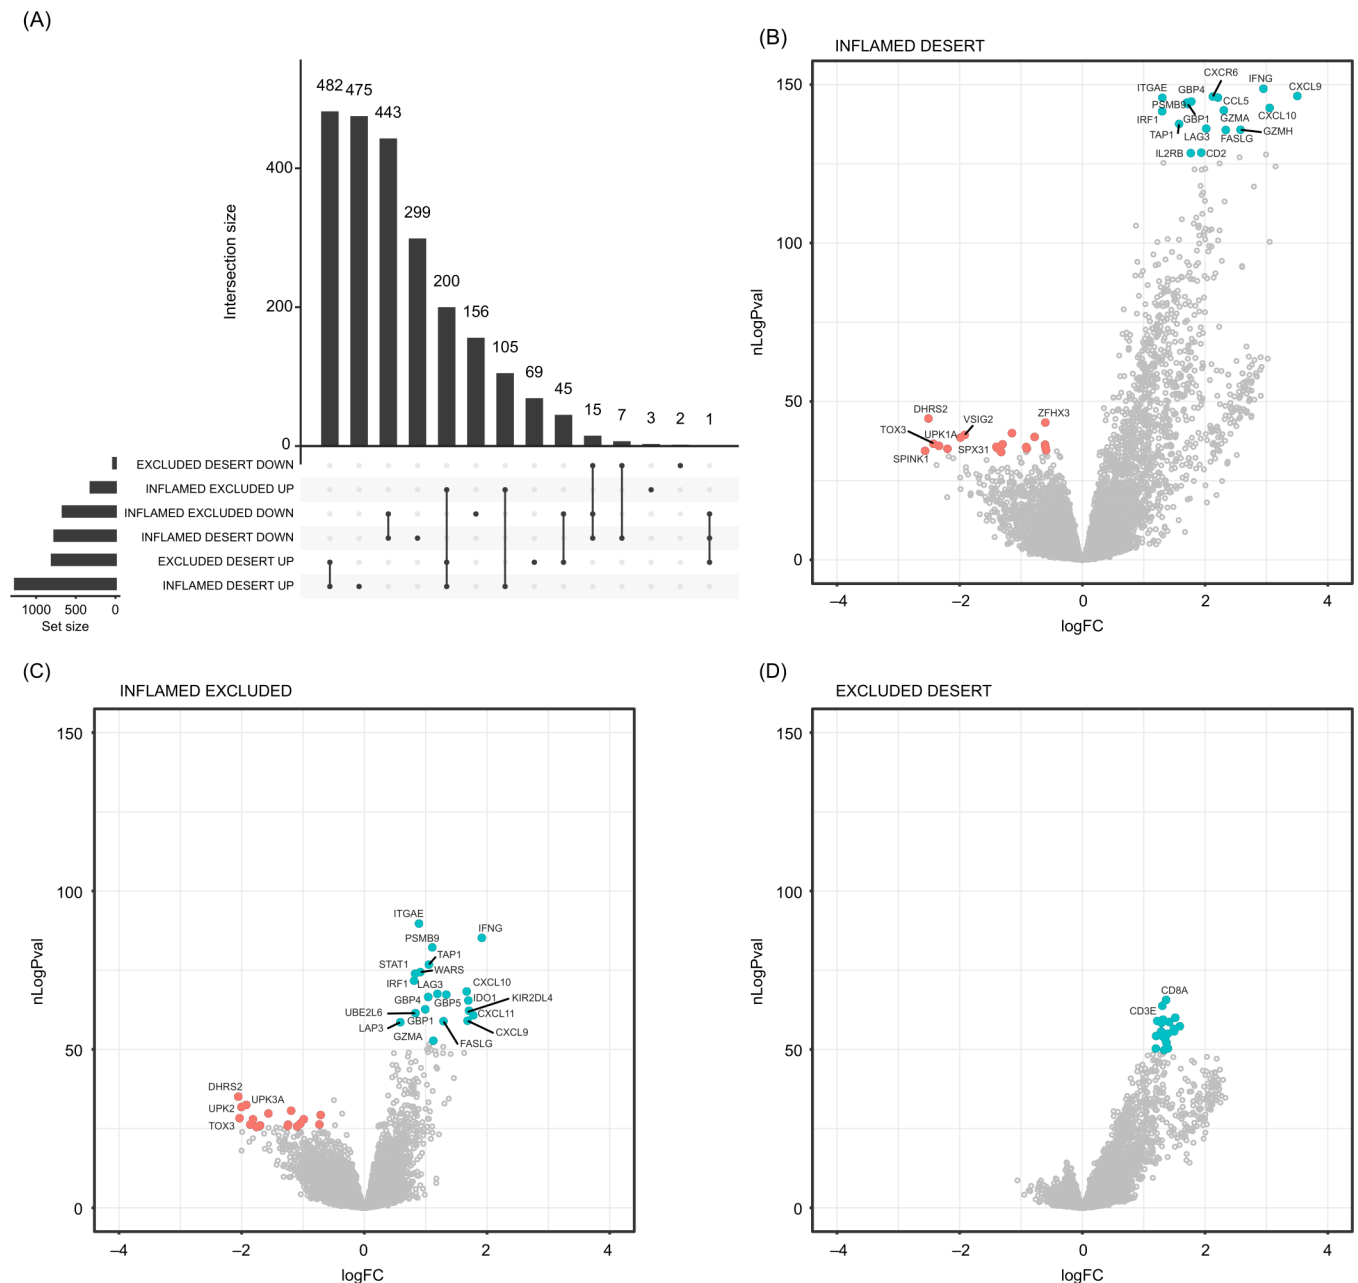 (A)
482
475
443
299
200
156
105
69
45
15
7
3
2
1
400
200
0
Intersection size
EXCLUDED DESERT DOWN
INFLAMED EXCLUDED UP
INFLAMED EXCLUDED DOWN
INFLAMED DESERT DOWN
EXCLUDED DESERT UP
INFLAMED DESERT UP
1000 500 0
Set size
(B)
INFLAMED DESERT
150
100
50
0
nLogPval
CXCR6
IFNG
CXCL9
ITGAE
GBP4
PSMB9
CCL5
IRF1
GBP1
GZMA
CXCL10
TAP1
LAG3
FASLG
GZMH
IL2RB
CD2
DHRS2
VSIG2
ZFHX3
TOX3
UPK1A
SPX31
SPINK1
–4 –2 0 2 4
logFC
(C)
INFLAMED EXCLUDED
150
100
50
0
nLogPval
ITGAE
IFNG
PSMB9
TAP1
STAT1
WARS
IRF1
LAG3
CXCL10
GBP4
GBP5
IDO1
KIR2DL4
UBE2L6
GBP1
CXCL11
LAP3
CXCL9
GZMA
FASLG
DHRS2
UPK3A
UPK2
TOX3
–4 –2 0 2 4
logFC
(D)
EXCLUDED DESERT
150
100
50
0
nLogPval
CD8A
CD3E
–4 –2 0 2 4
logFC